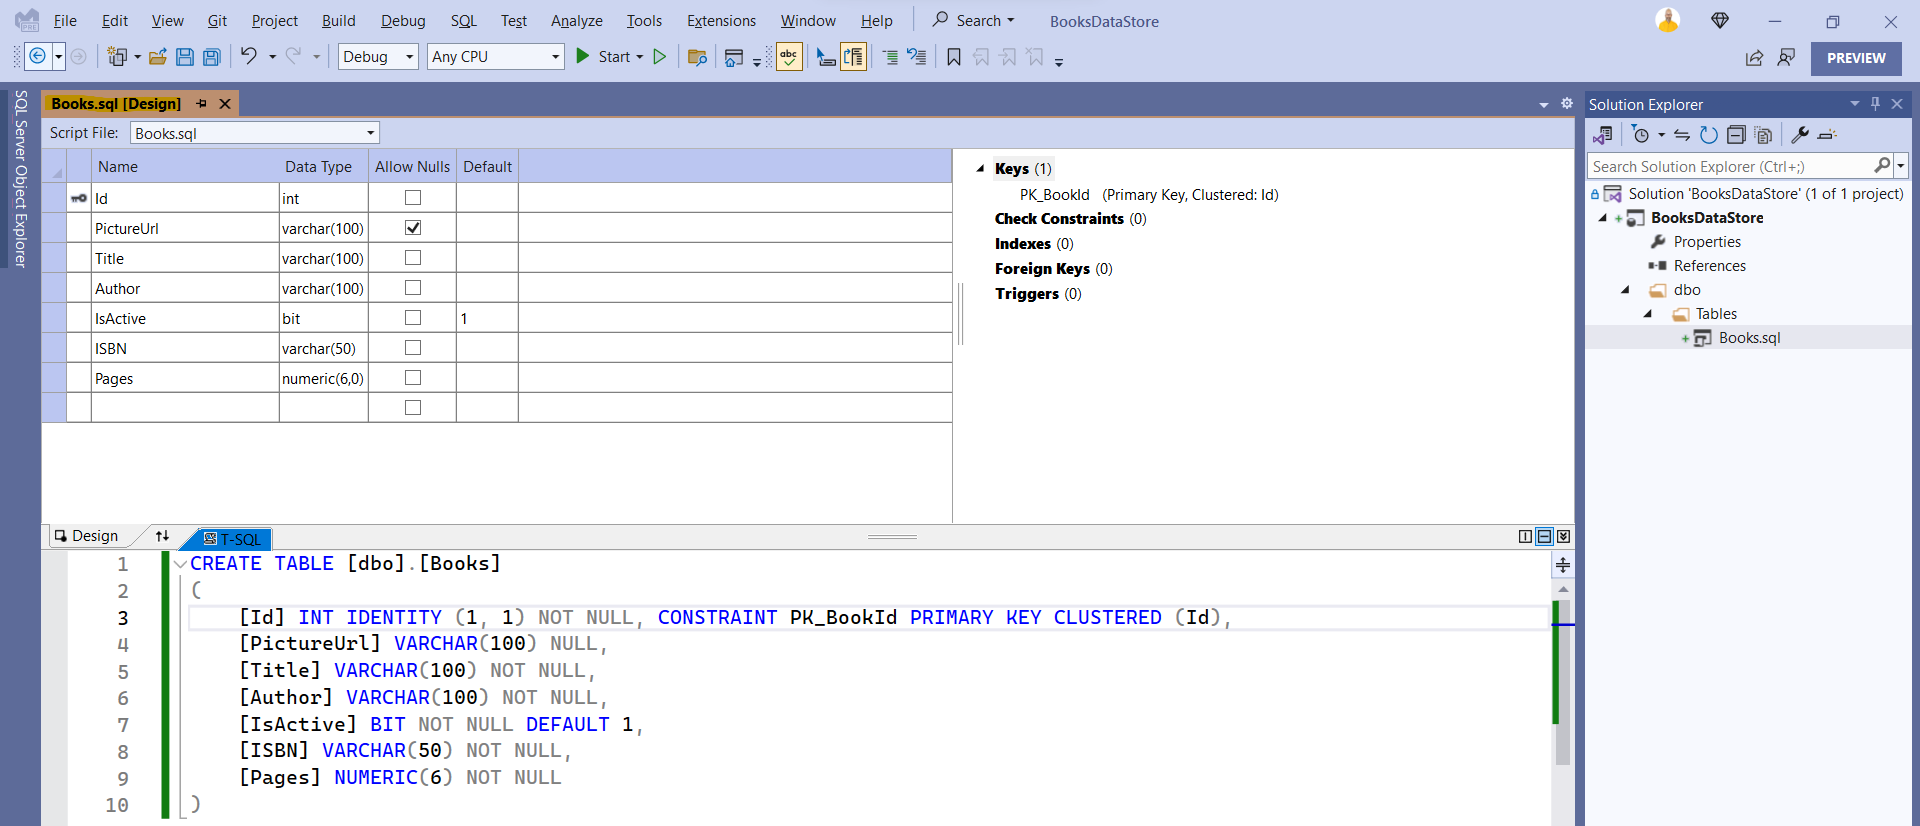 File Edit View Git Project Build Debug SQL Test Analyze Tools Extensions Window Help Search BooksDataStore
Debug Any CPU Start abc PREVIEW
SQL Server Object Explorer
Books.sql [Design]
Script File: Books.sql
Name Data Type Allow Nulls Default
Id int
PictureUrl varchar(100)
Title varchar(100)
Author varchar(100)
IsActive bit 1
ISBN varchar(50)
Pages numeric(6,0)
Keys (1)
PK_BookId (Primary Key, Clustered: Id)
Check Constraints (0)
Indexes (0)
Foreign Keys (0)
Triggers (0)
Design T-SQL
1 CREATE TABLE [dbo].[Books]
2 (
3 [Id] INT IDENTITY (1, 1) NOT NULL, CONSTRAINT PK_BookId PRIMARY KEY CLUSTERED (Id),
4 [PictureUrl] VARCHAR(100) NULL,
5 [Title] VARCHAR(100) NOT NULL,
6 [Author] VARCHAR(100) NOT NULL,
7 [IsActive] BIT NOT NULL DEFAULT 1,
8 [ISBN] VARCHAR(50) NOT NULL,
9 [Pages] NUMERIC(6) NOT NULL
10 )
Solution Explorer
Search Solution Explorer (Ctrl+;)
Solution 'BooksDataStore' (1 of 1 project)
BooksDataStore
Properties
References
dbo
Tables
Books.sql